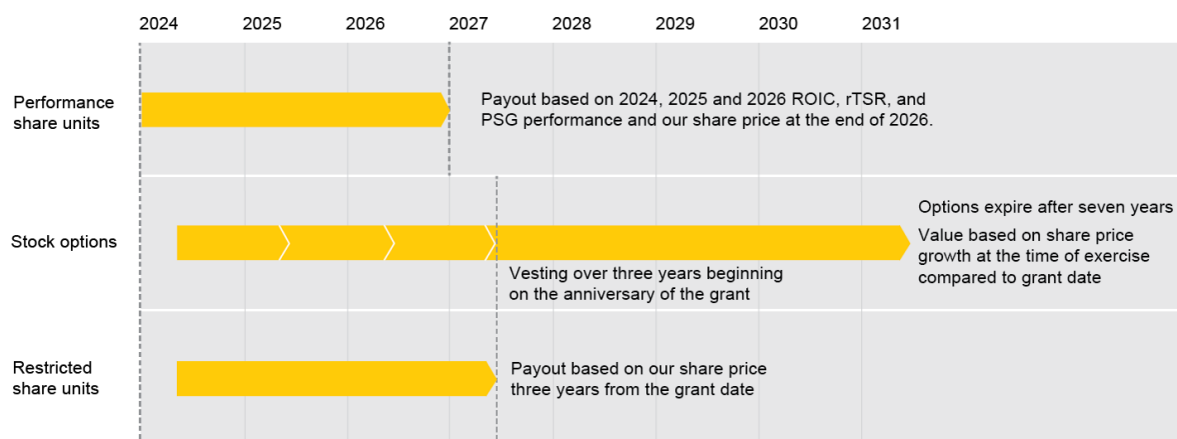 2024 2025 2026 2027 2028 2029 2030 2031
Performance
share units
Payout based on 2024, 2025 and 2026 ROIC, rTSR, and
PSG performance and our share price at the end of 2026.
Stock options
Vesting over three years beginning
on the anniversary of the grant
Options expire after seven years
Value based on share price
growth at the time of exercise
compared to grant date
Restricted
share units
Payout based on our share price
three years from the grant date